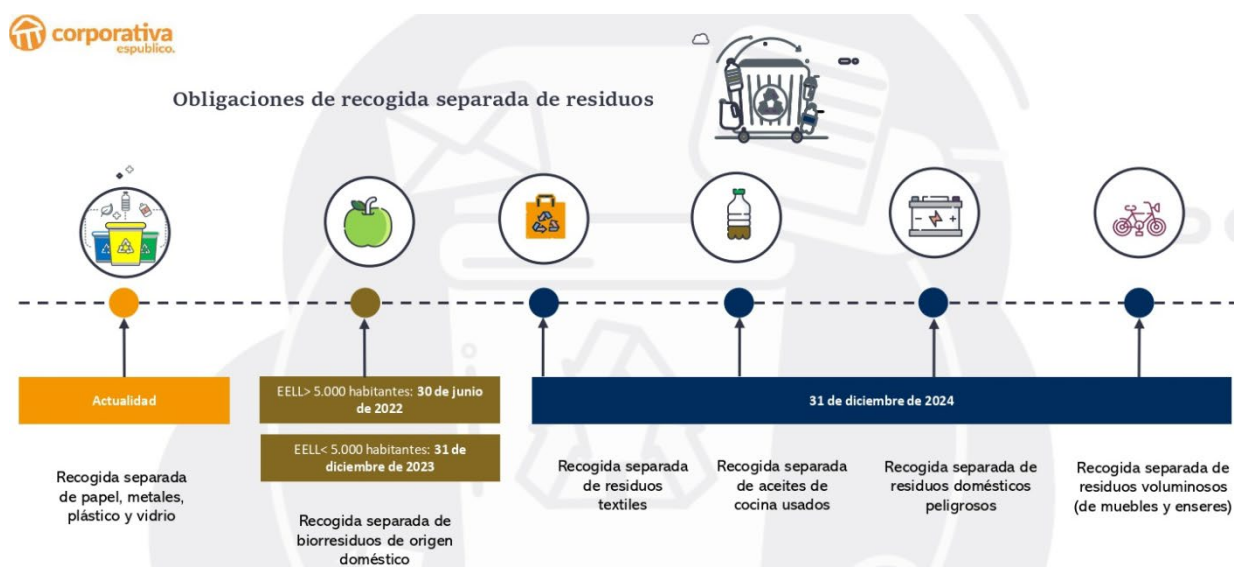 corporativa
espublico.
Obligaciones de recogida separada de residuos
Actualidad
Recogida separada
de papel, metales,
plástico y vidrio
EELL> 5.000 habitantes: 30 de junio
de 2022
EELL< 5.000 habitantes: 31 de
diciembre de 2023
Recogida separada de
biorresiduos de origen
doméstico
31 de diciembre de 2024
Recogida separada
de residuos
textiles
Recogida separada
de aceites de
cocina usados
Recogida separada de
residuos domésticos
peligrosos
Recogida separada de
residuos voluminosos
(de muebles y enseres)